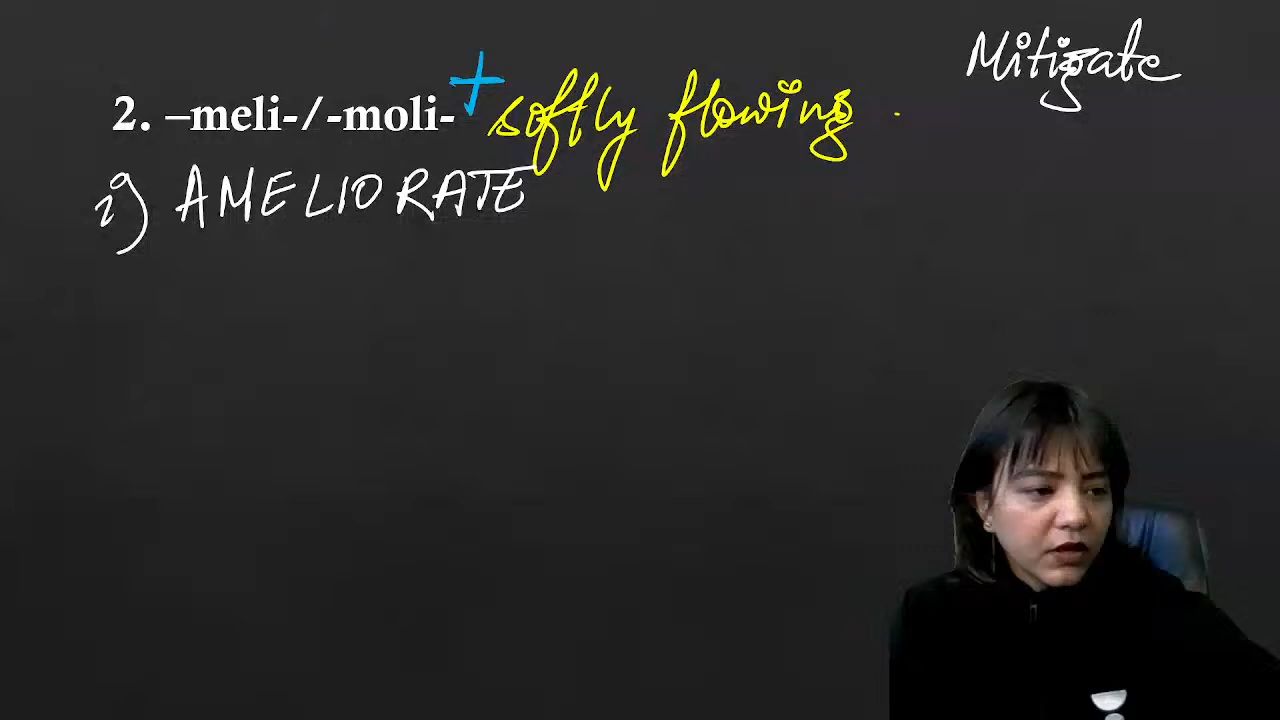 Mitigate
2. –meli-/-moli- + softly flowing .
i) AMELIORATE